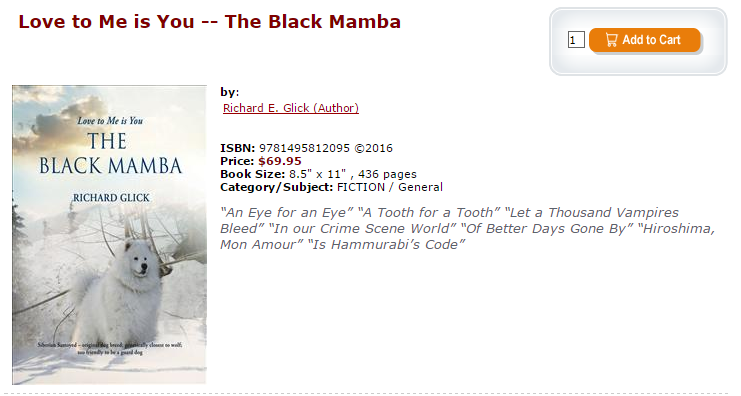 Love to Me is You -- The Black Mamba
1
Add to Cart
Love to Me is You
THE
BLACK MAMBA
RICHARD GLICK
Siberian Samoyed – original dog breed; genetically closest to wolf;
too friendly to be a guard dog
by:
Richard E. Glick (Author)
ISBN: 9781495812095 ©2016
Price: $69.95
Book Size: 8.5" x 11" , 436 pages
Category/Subject: FICTION / General
“An Eye for an Eye” “A Tooth for a Tooth” “Let a Thousand Vampires
Bleed” “In our Crime Scene World” “Of Better Days Gone By” “Hiroshima,
Mon Amour” “Is Hammurabi’s Code”